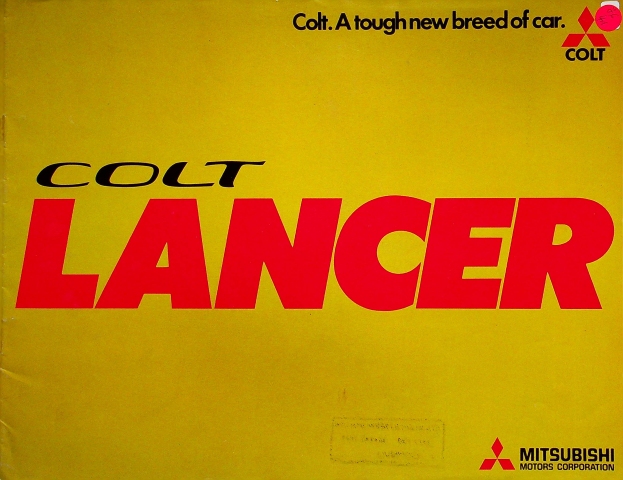 Colt. A tough new breed of car.
COLT
COLT
LANCER
MITSUBISHI
MOTORS CORPORATION